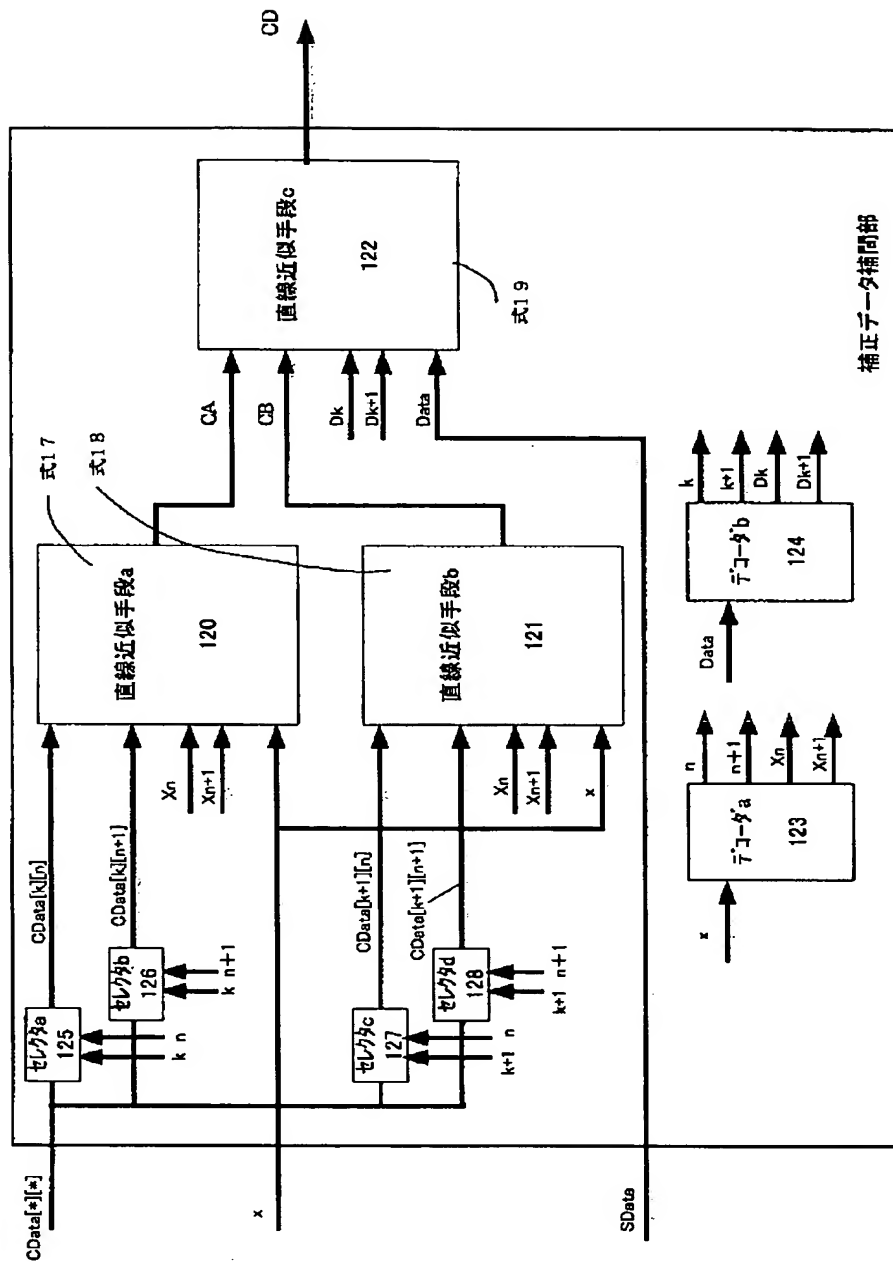 CData[*][*]
x
SData
セレクタa
125
k n
セレクタb
126
k n+1
セレクタc
127
k+1 n
セレクタd
128
k+1 n+1
CData[k][n]
CData[k][n+1]
Xn
Xn+1
CData[k+1][n]
CData[k+1][n+1]
Xn
Xn+1
x
直線近似手段a
120
式17
直線近似手段b
121
式18
CA
CB
Dk
Dk+1
Data
直線近似手段c
122
式19
CD
x
デコーダa
123
n
n+1
Xn
Xn+1
Data
デコーダb
124
k
k+1
Dk
Dk+1
補正データ補間部